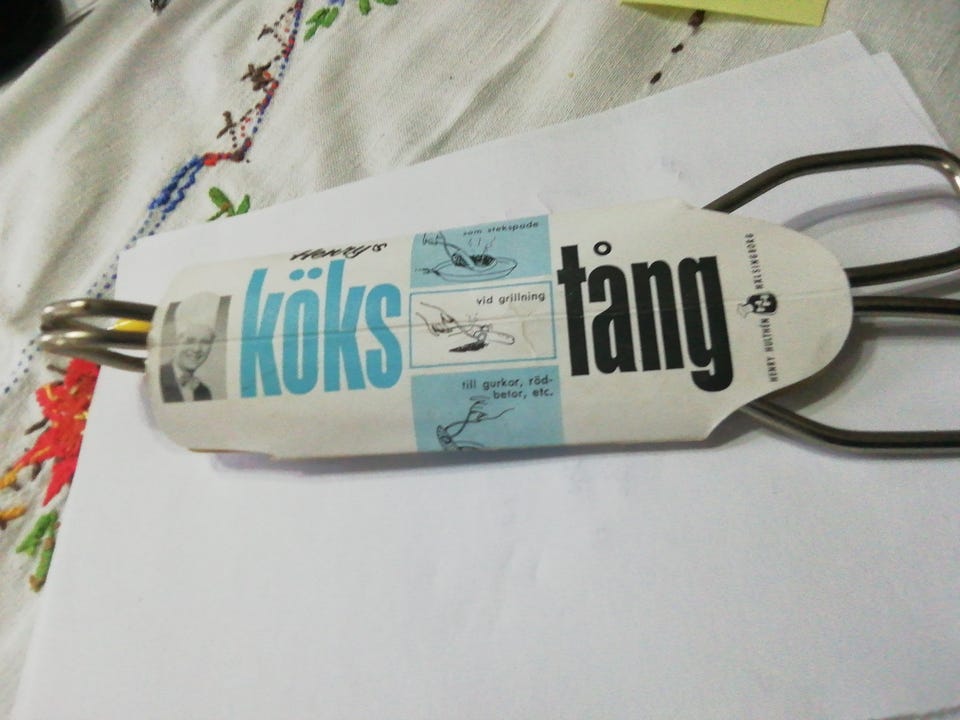 Henry's
köks
som stekspade
vid grillning
till gurkor, röd-
betor, etc.
tång
HENRY HULTHÉN HÄLSINGBORG